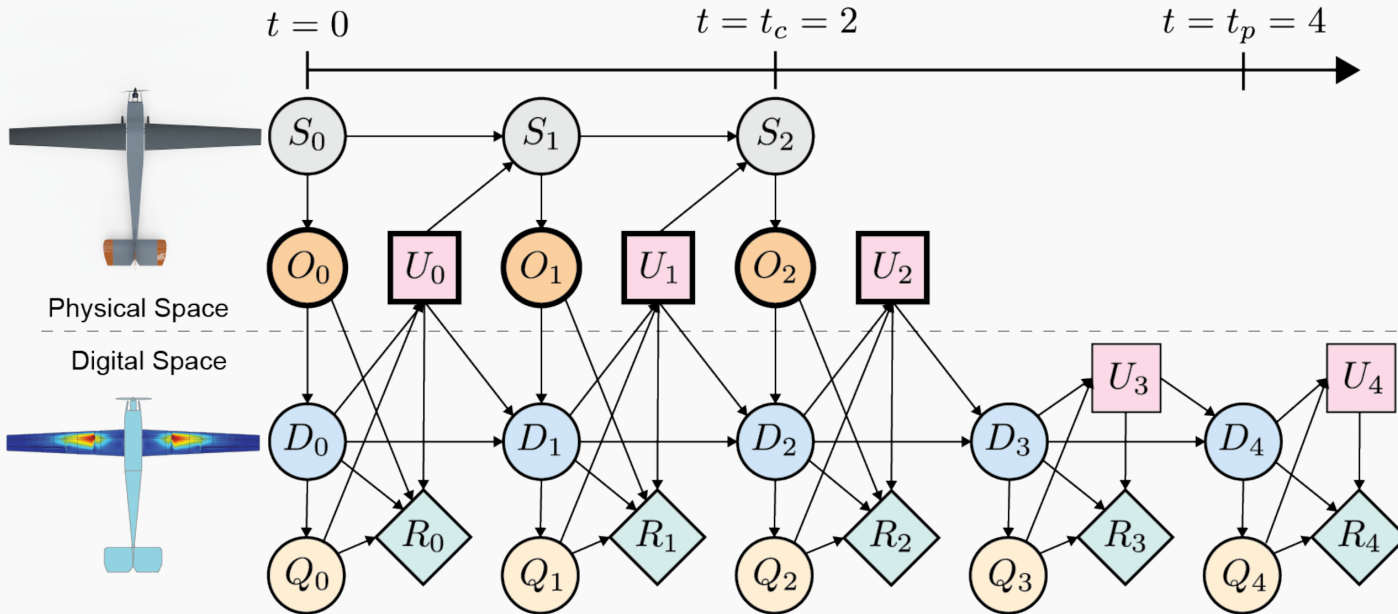 t = 0
t = t_c = 2
t = t_p = 4
S_0
S_1
S_2
O_0
U_0
O_1
U_1
O_2
U_2
Physical Space
Digital Space
U_3
U_4
D_0
D_1
D_2
D_3
D_4
R_0
R_1
R_2
R_3
R_4
Q_0
Q_1
Q_2
Q_3
Q_4